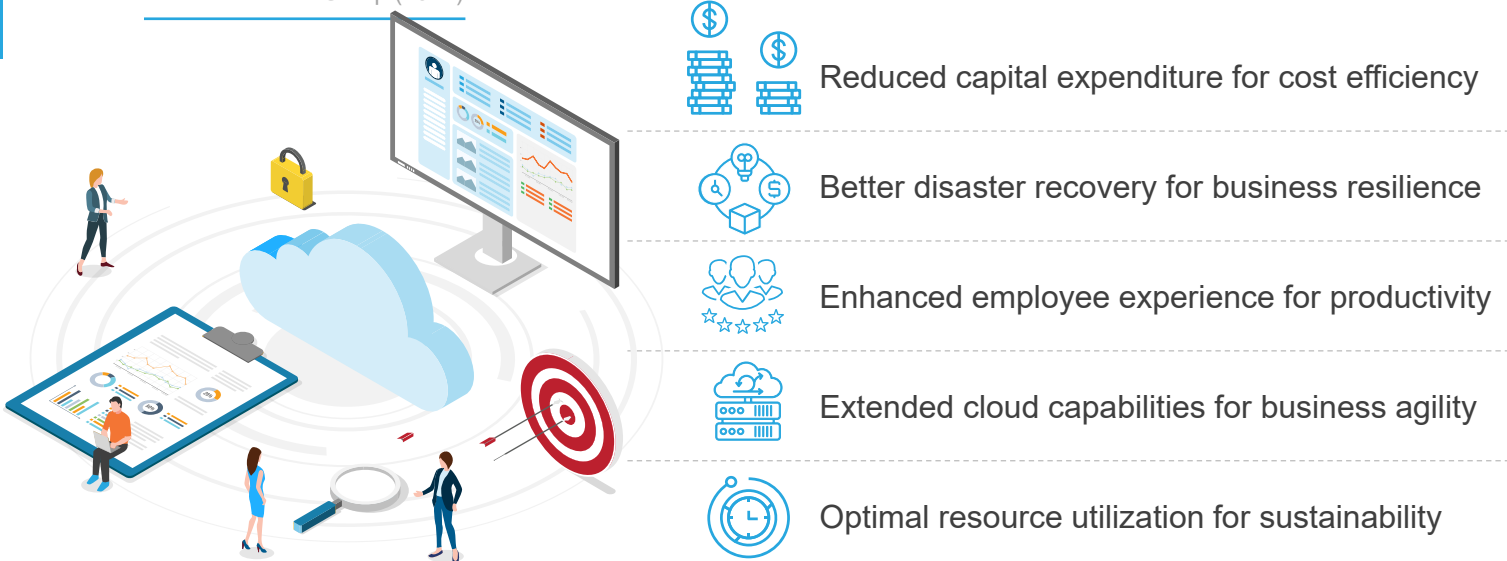 Reduced capital expenditure for cost efficiency
Better disaster recovery for business resilience
Enhanced employee experience for productivity
Extended cloud capabilities for business agility
Optimal resource utilization for sustainability